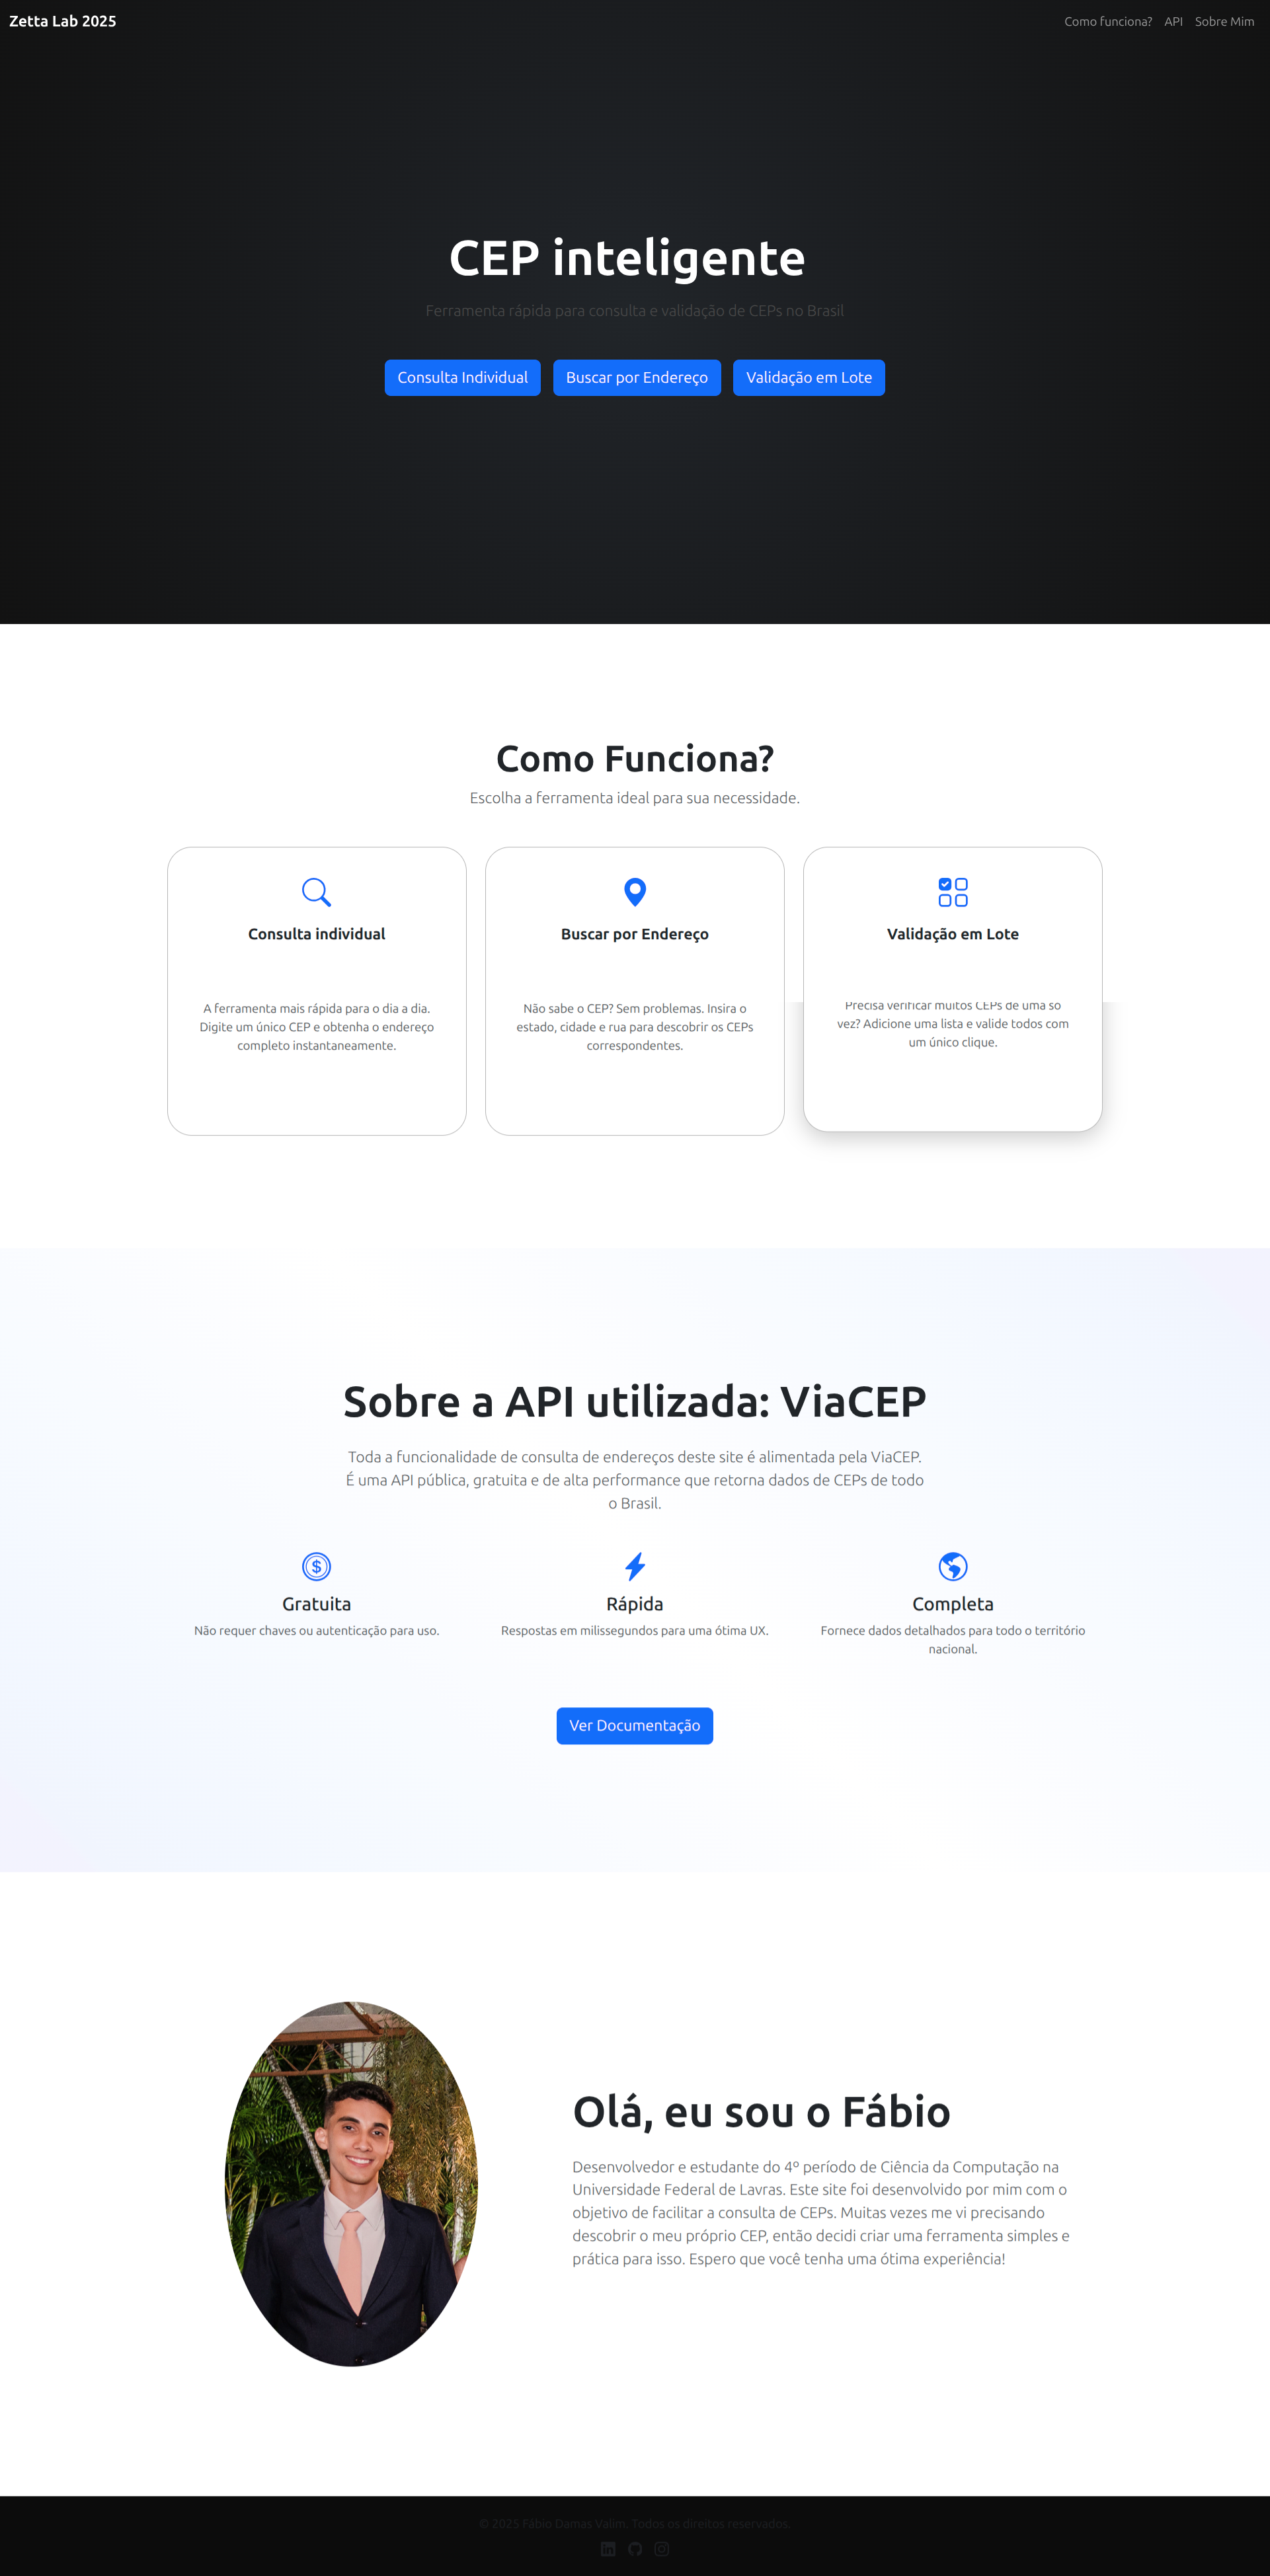 Zetta Lab 2025
Como funciona? API Sobre Mim
CEP inteligente
Ferramenta rápida para consulta e validação de CEPs no Brasil
Consulta Individual
Buscar por Endereço
Validação em Lote
Como Funciona?
Escolha a ferramenta ideal para sua necessidade.
Consulta individual
A ferramenta mais rápida para o dia a dia.
Digite um único CEP e obtenha o endereço
completo instantaneamente.
Buscar por Endereço
Não sabe o CEP? Sem problemas. Insira o
estado, cidade e rua para descobrir os CEPs
correspondentes.
Validação em Lote
Precisa verificar muitos CEPs de uma só
vez? Adicione uma lista e valide todos com
um único clique.
Sobre a API utilizada: ViaCEP
Toda a funcionalidade de consulta de endereços deste site é alimentada pela ViaCEP.
É uma API pública, gratuita e de alta performance que retorna dados de CEPs de todo
o Brasil.
Gratuita
Não requer chaves ou autenticação para uso.
Rápida
Respostas em milissegundos para uma ótima UX.
Completa
Fornece dados detalhados para todo o território
nacional.
Ver Documentação
Olá, eu sou o Fábio
Desenvolvedor e estudante do 4º período de Ciência da Computação na
Universidade Federal de Lavras. Este site foi desenvolvido por mim com o
objetivo de facilitar a consulta de CEPs. Muitas vezes me vi precisando
descobrir o meu próprio CEP, então decidi criar uma ferramenta simples e
prática para isso. Espero que você tenha uma ótima experiência!
© 2025 Fábio Damas Valim. Todos os direitos reservados.